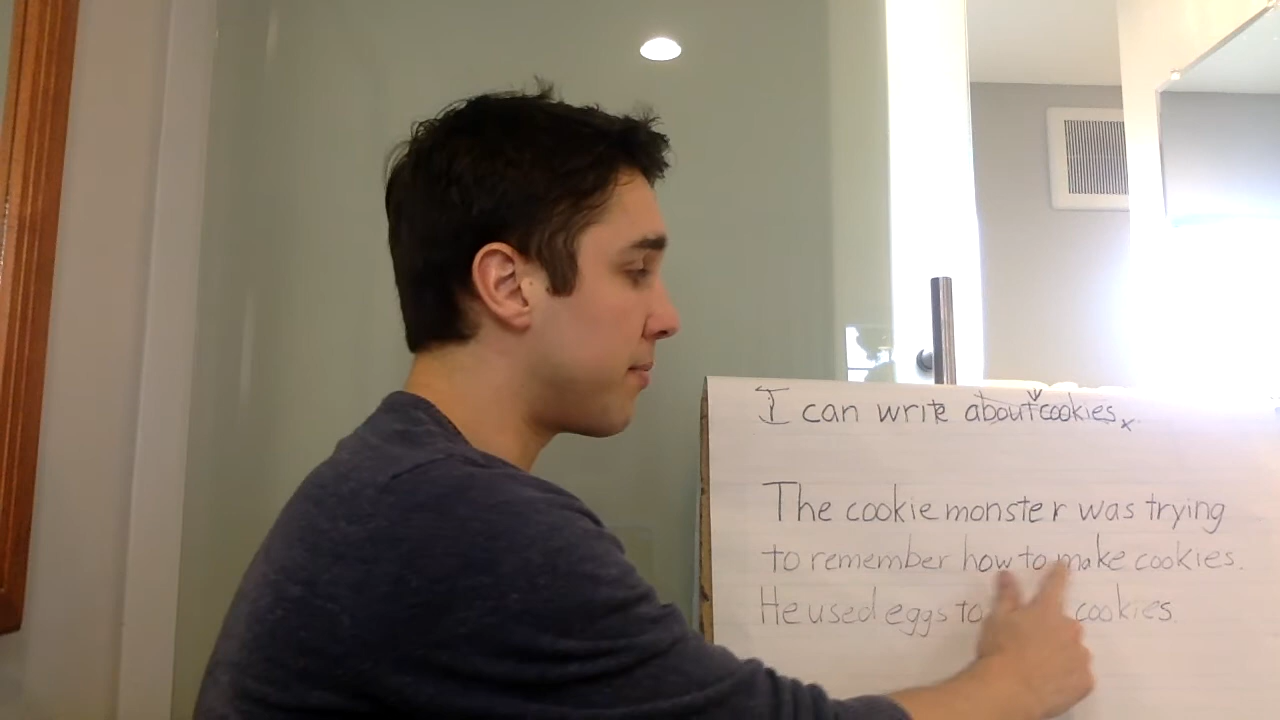 I can write about cookies.
The cookie monster was trying
to remember how to make cookies.
He used eggs to cookies.